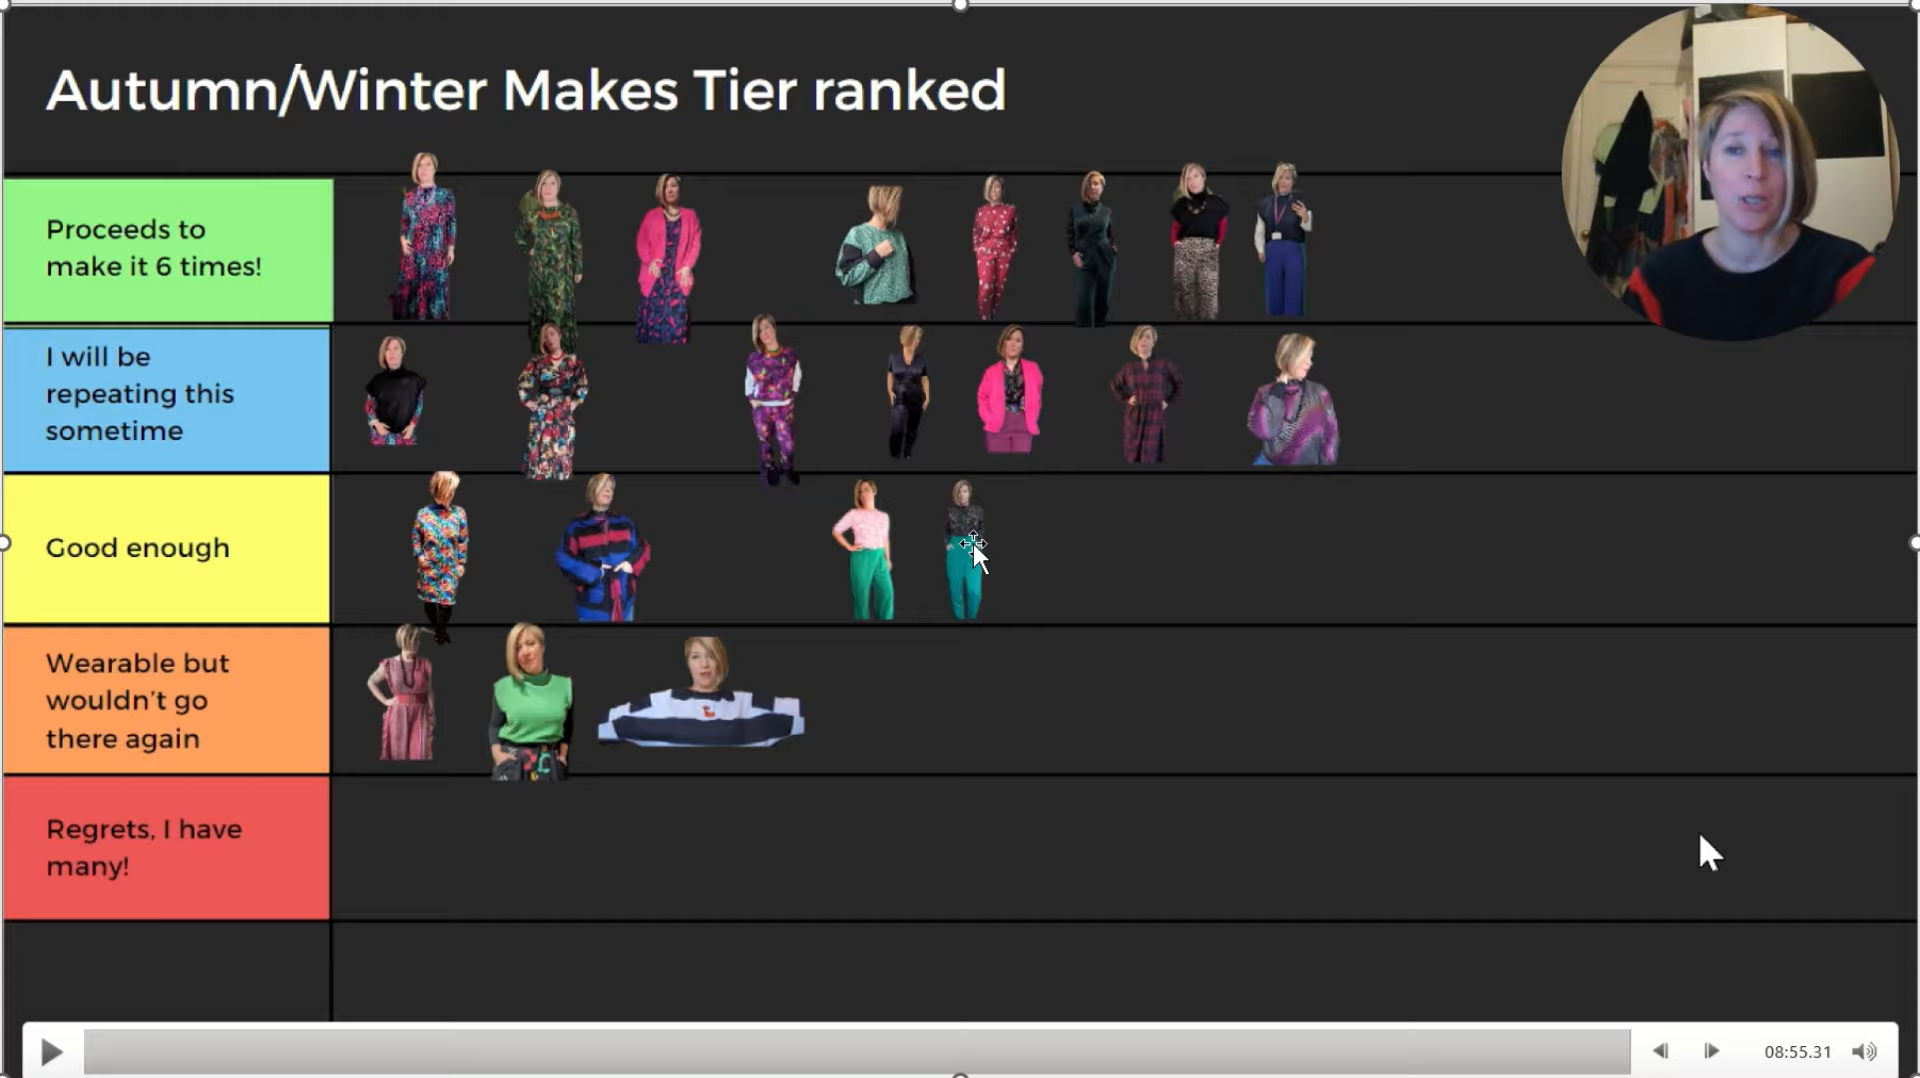 Autumn/Winter Makes Tier ranked
Proceeds to
make it 6 times!
I will be
repeating this
sometime
Good enough
Wearable but
wouldn't go
there again
Regrets, I have
many!
08:55.31